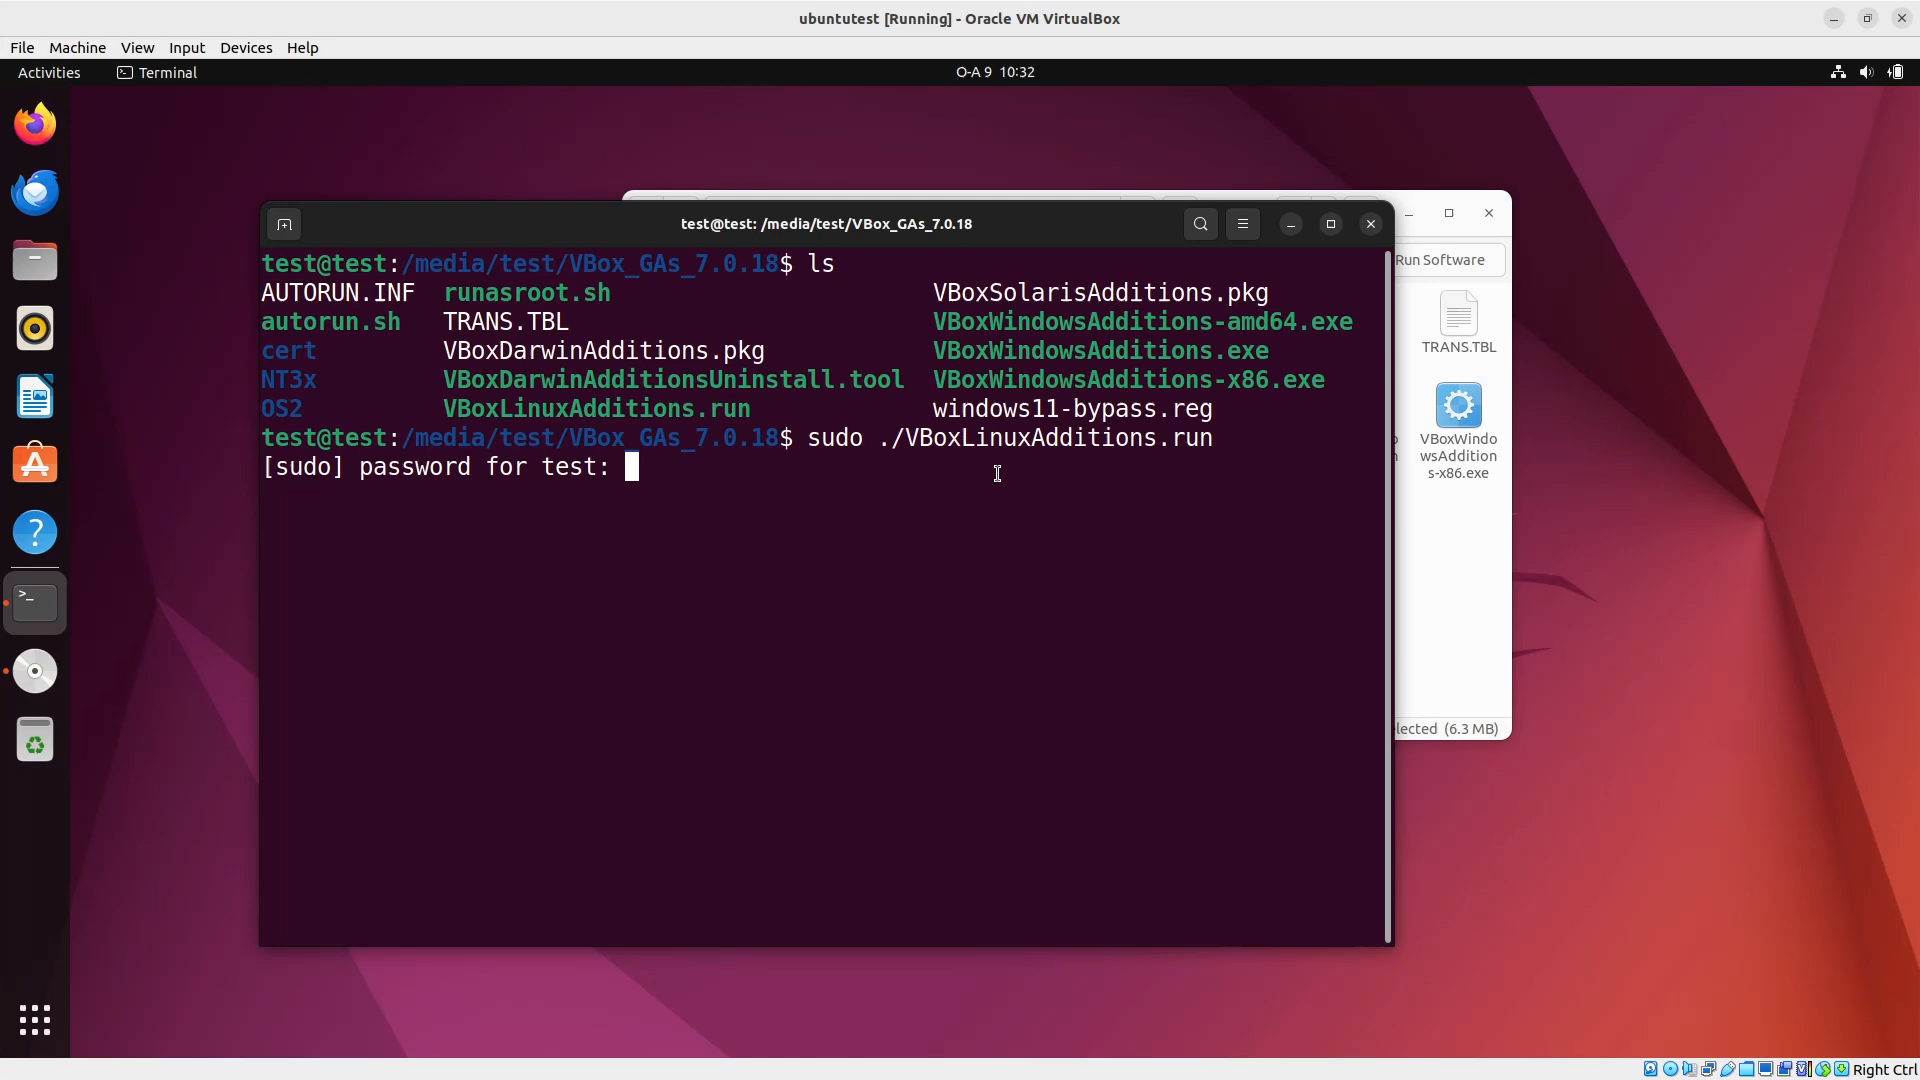 ubuntutest [Running] - Oracle VM VirtualBox
File Machine View Input Devices Help
Activities Terminal O-A 9 10:32
test@test: /media/test/VBox_GAs_7.0.18
test@test:/media/test/VBox_GAs_7.0.18$ ls
AUTORUN.INF runasroot.sh VBoxSolarisAdditions.pkg
autorun.sh TRANS.TBL VBoxWindowsAdditions-amd64.exe
cert VBoxDarwinAdditions.pkg VBoxWindowsAdditions.exe
NT3x VBoxDarwinAdditionsUninstall.tool VBoxWindowsAdditions-x86.exe
OS2 VBoxLinuxAdditions.run windows11-bypass.reg
test@test:/media/test/VBox_GAs_7.0.18$ sudo ./VBoxLinuxAdditions.run
[sudo] password for test:
Run Software
TRANS.TBL
VBoxWindo
wsAddition
s-x86.exe
lected (6.3 MB)
Right Ctrl